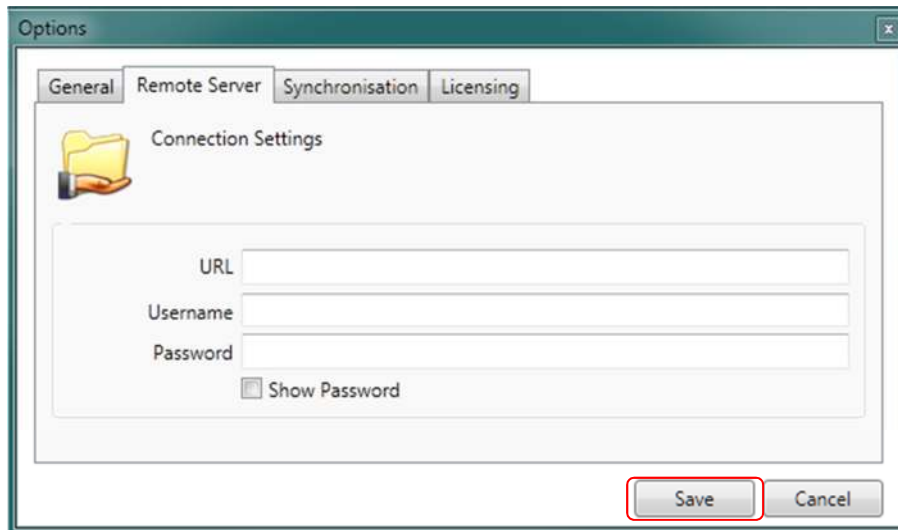 Options
General Remote Server Synchronisation Licensing
Connection Settings
URL
Username
Password
Show Password
Save Cancel